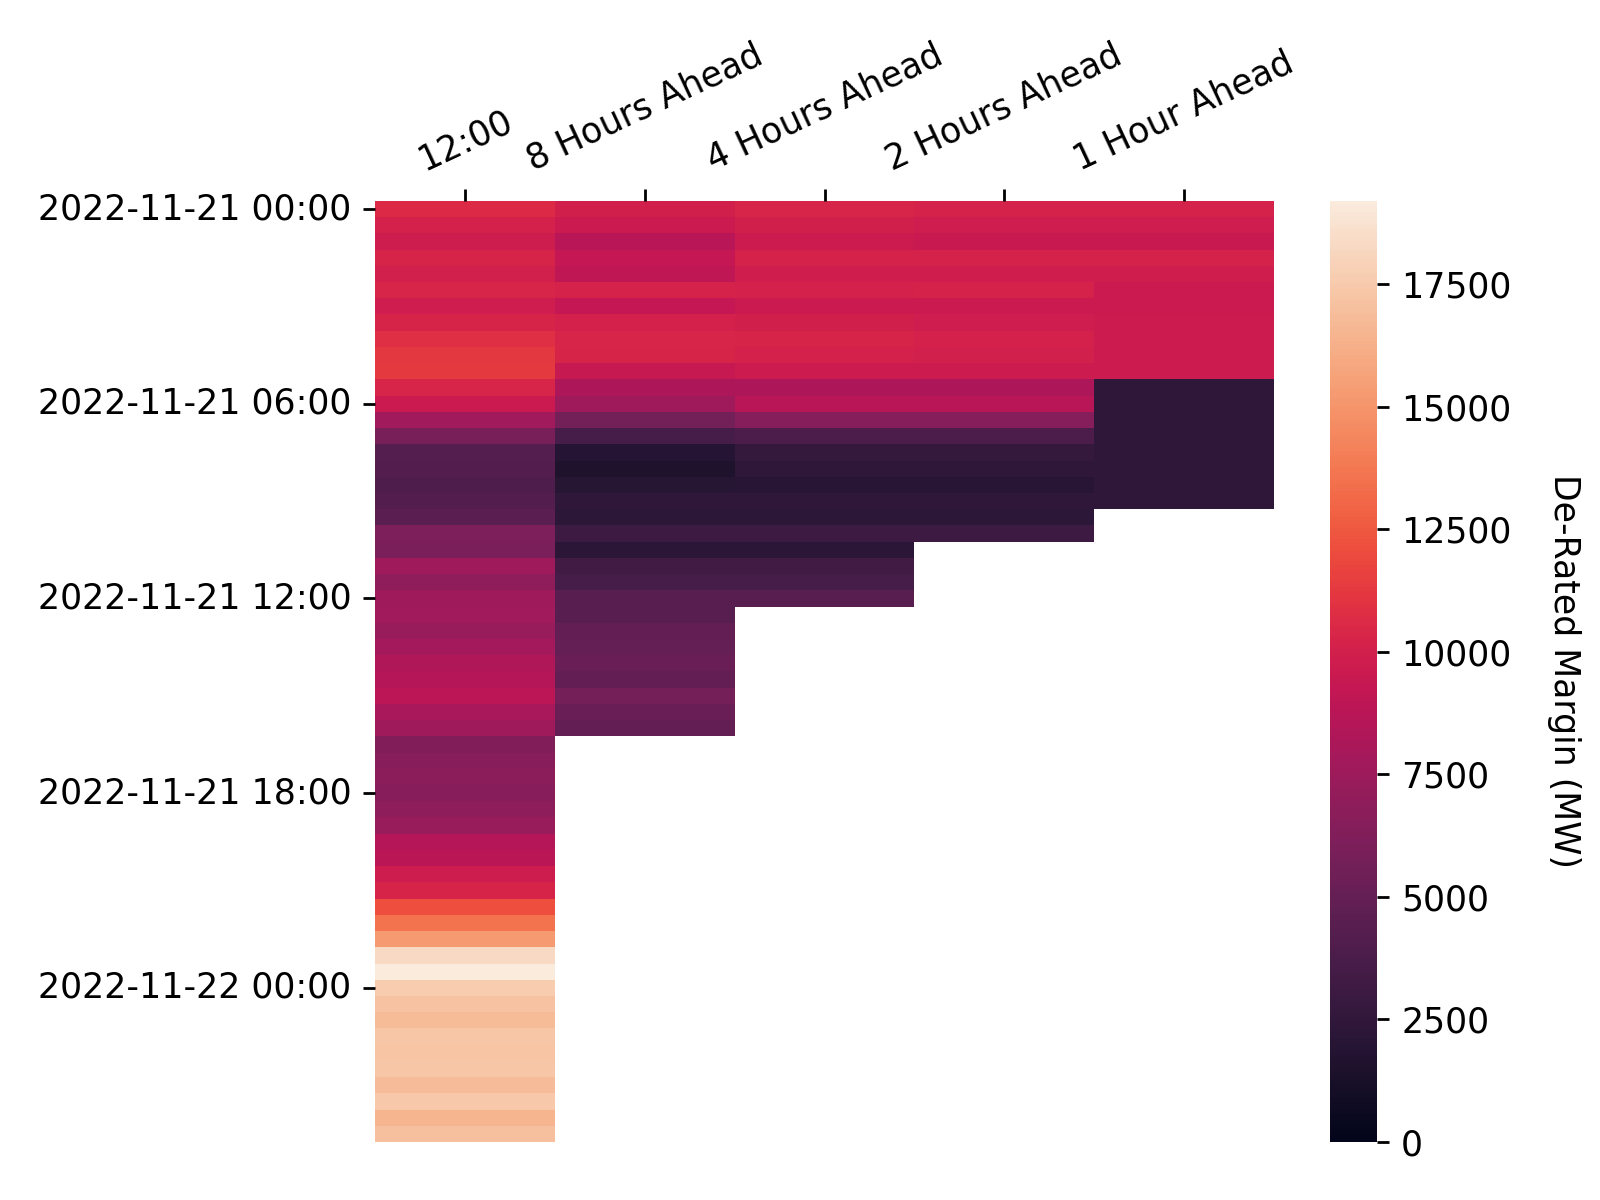 12:00
8 Hours Ahead
4 Hours Ahead
2 Hours Ahead
1 Hour Ahead
2022-11-21 00:00
2022-11-21 06:00
2022-11-21 12:00
2022-11-21 18:00
2022-11-22 00:00
17500
15000
12500
10000
7500
5000
2500
0
De-Rated Margin (MW)